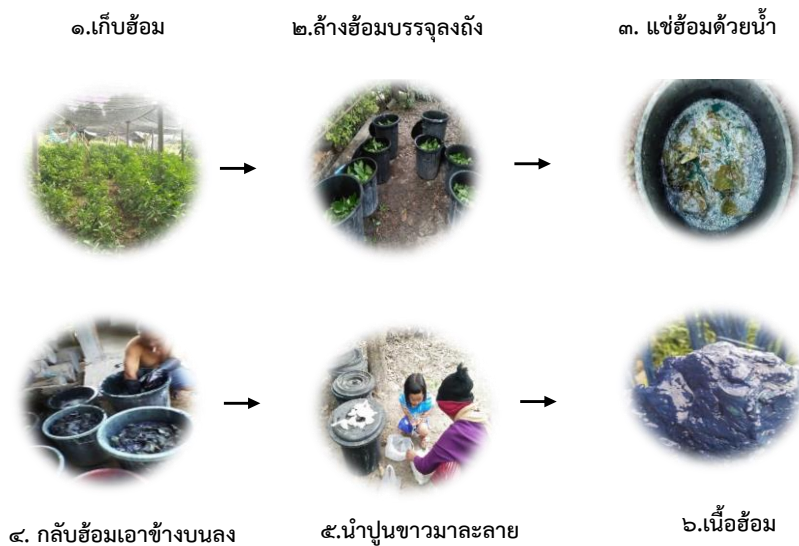 ๑.เก็บฮ้อม
๒.ล้างฮ้อมบรรจุลงถัง
๓. แช่ฮ้อมด้วยน้ำ
๔. กลับฮ้อมเอาข้างบนลง
๕.นำปูนขาวมาละลาย
๖.เนื้อฮ้อม